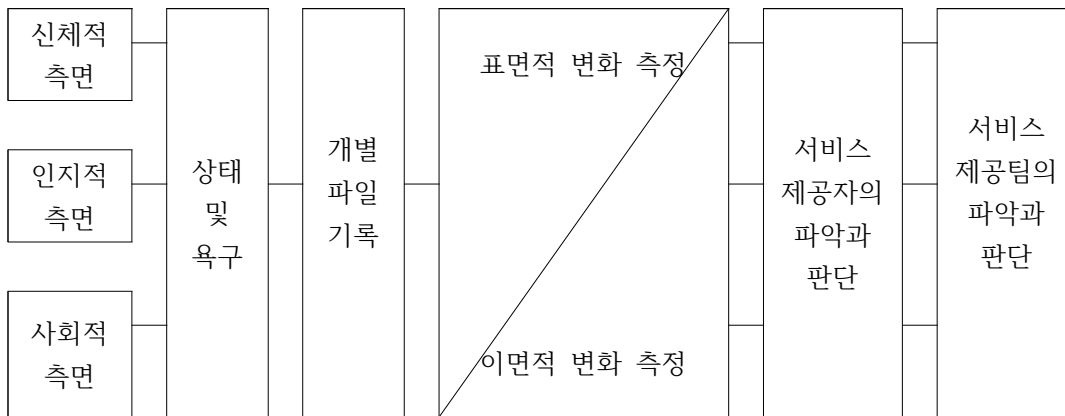 신체적
측면
인지적
측면
사회적
측면
상태
및
욕구
개별
파일
기록
표면적 변화 측정
이면적 변화 측정
서비스
제공자의
파악과
판단
서비스
제공팀의
파악과
판단